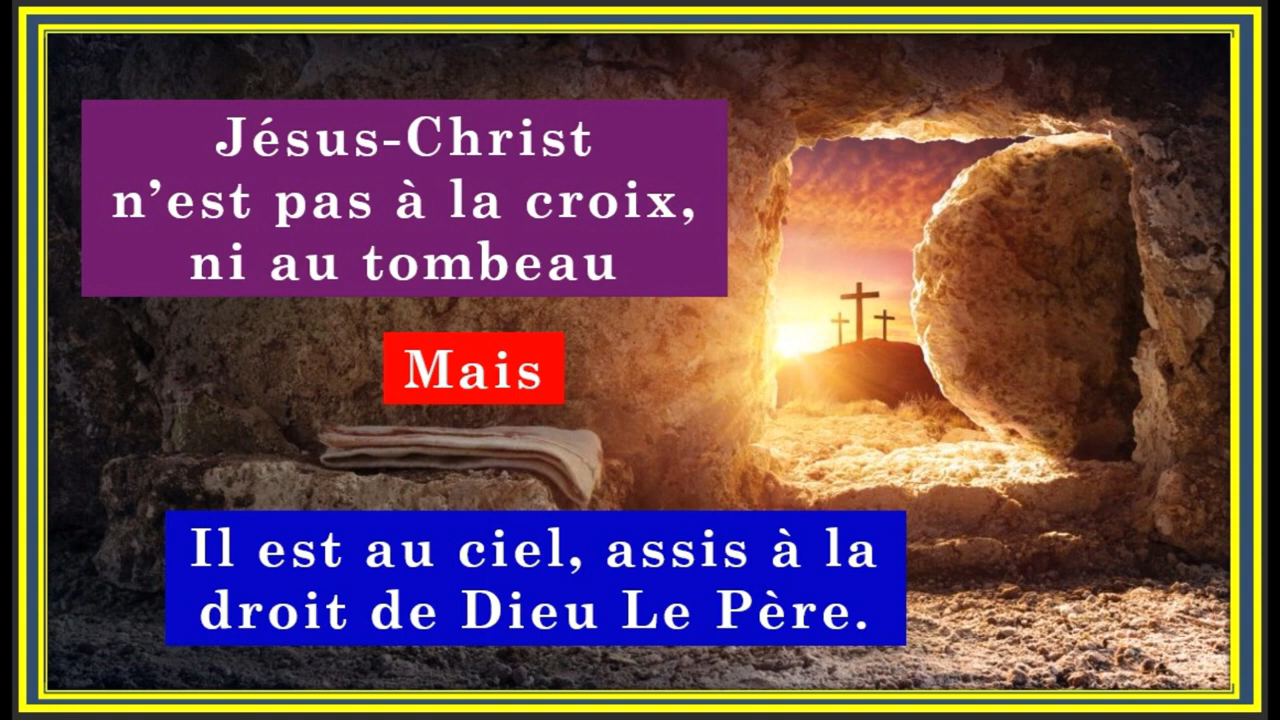 Jésus-Christ
n’est pas à la croix,
ni au tombeau
Mais
Il est au ciel, assis à la
droit de Dieu Le Père.